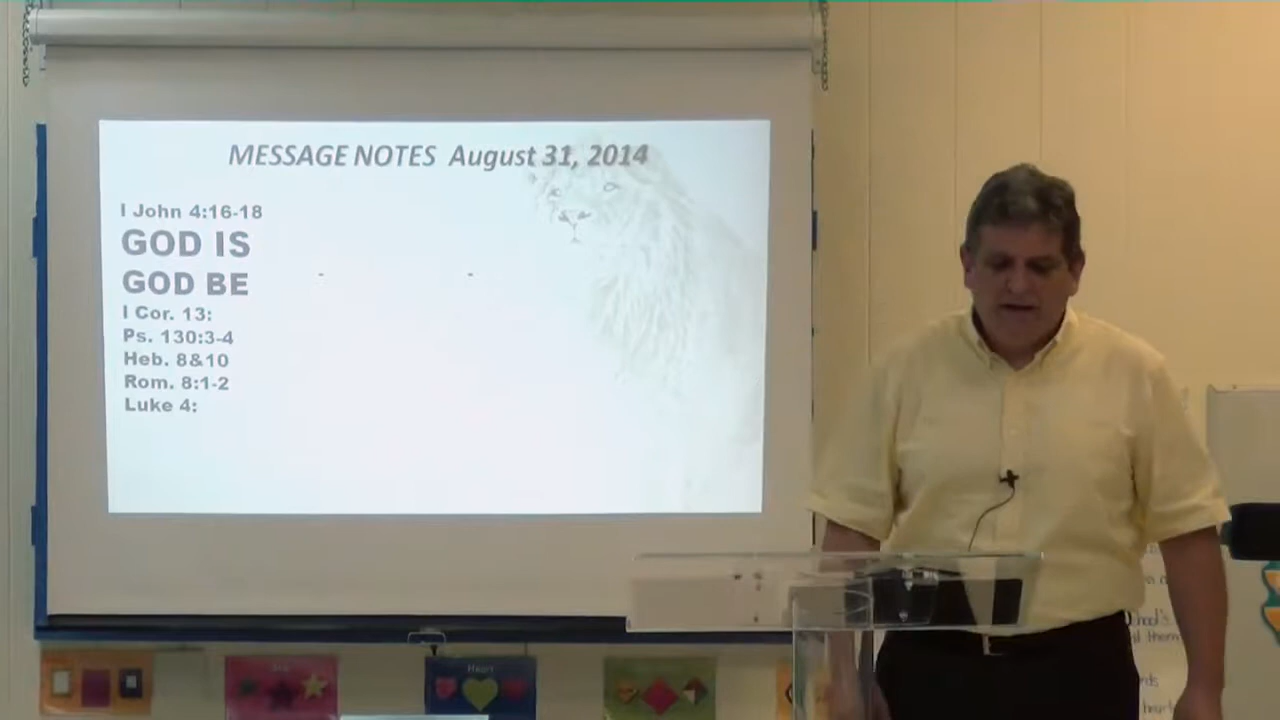 MESSAGE NOTES August 31, 2014
I John 4:16-18
GOD IS
GOD BE
I Cor. 13:
Ps. 130:3-4
Heb. 8&10
Rom. 8:1-2
Luke 4:
Heart